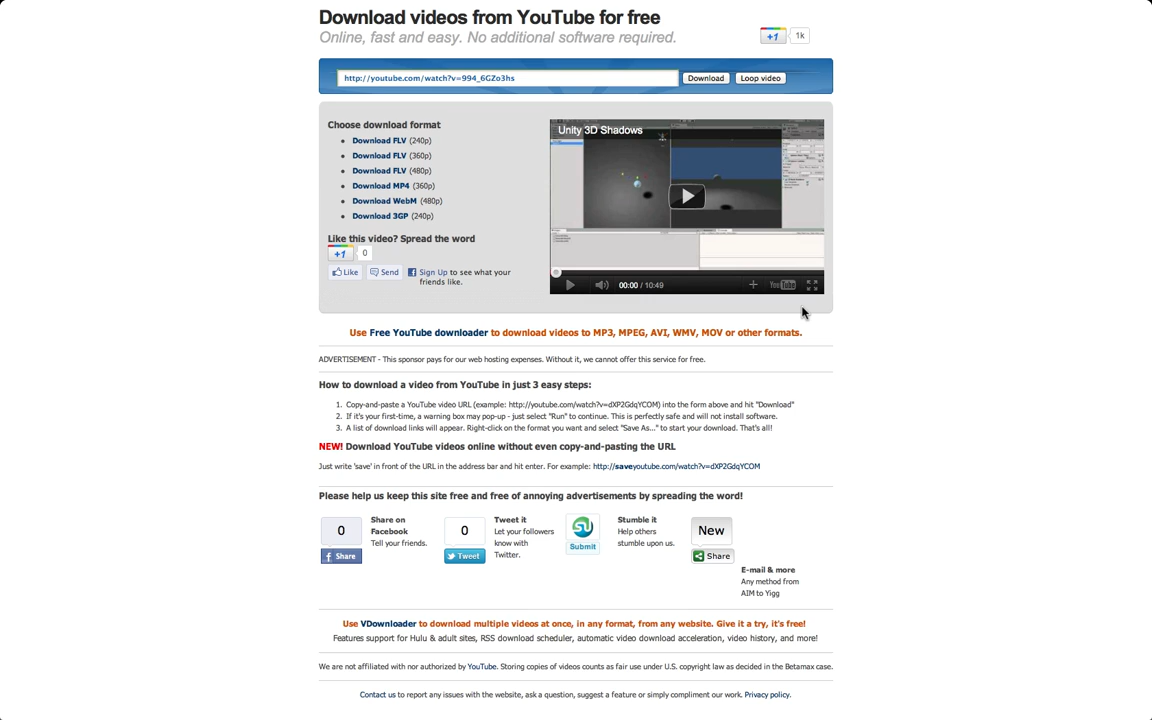 Download videos from YouTube for free
Online, fast and easy. No additional software required.
+1 1k
http://youtube.com/watch?v=994_6GZo3hs Download Loop video
Choose download format
Download FLV (240p)
Download FLV (360p)
Download FLV (480p)
Download MP4 (360p)
Download WebM (480p)
Download 3GP (240p)
Like this video? Spread the word
+1 0
Like Send Sign Up to see what your
friends like.
Unity 3D Shadows
00:00 / 10:49 YouTube
Use Free YouTube downloader to download videos to MP3, MPEG, AVI, WMV, MOV or other formats.
ADVERTISEMENT - This sponsor pays for our web hosting expenses. Without it, we cannot offer this service for free.
How to download a video from YouTube in just 3 easy steps:
1. Copy-and-paste a YouTube video URL (example: http://youtube.com/watch?v=dXP2GdqYCOM) into the form above and hit "Download"
2. If it's your first-time, a warning box may pop-up - just select "Run" to continue. This is perfectly safe and will not install software.
3. A list of download links will appear. Right-click on the format you want and select "Save As..." to start your download. That's all!
NEW! Download YouTube videos online without even copy-and-pasting the URL
Just write 'save' in front of the URL in the address bar and hit enter. For example: http://saveyoutube.com/watch?v=dXP2GdqYCOM
Please help us keep this site free and free of annoying advertisements by spreading the word!
0
Share
Share on
Facebook
Tell your friends.
0
Tweet
Tweet it
Let your followers
know with
Twitter.
Submit
Stumble it
Help others
stumble upon us.
New
Share
E-mail & more
Any method from
AIM to Yigg
Use VDownloader to download multiple videos at once, in any format, from any website. Give it a try, it's free!
Features support for Hulu & adult sites, RSS download scheduler, automatic video download acceleration, video history, and more!
We are not affiliated with nor authorized by YouTube. Storing copies of videos counts as fair use under U.S. copyright law as decided in the Betamax case.
Contact us to report any issues with the website, ask a question, suggest a feature or simply compliment our work. Privacy policy.